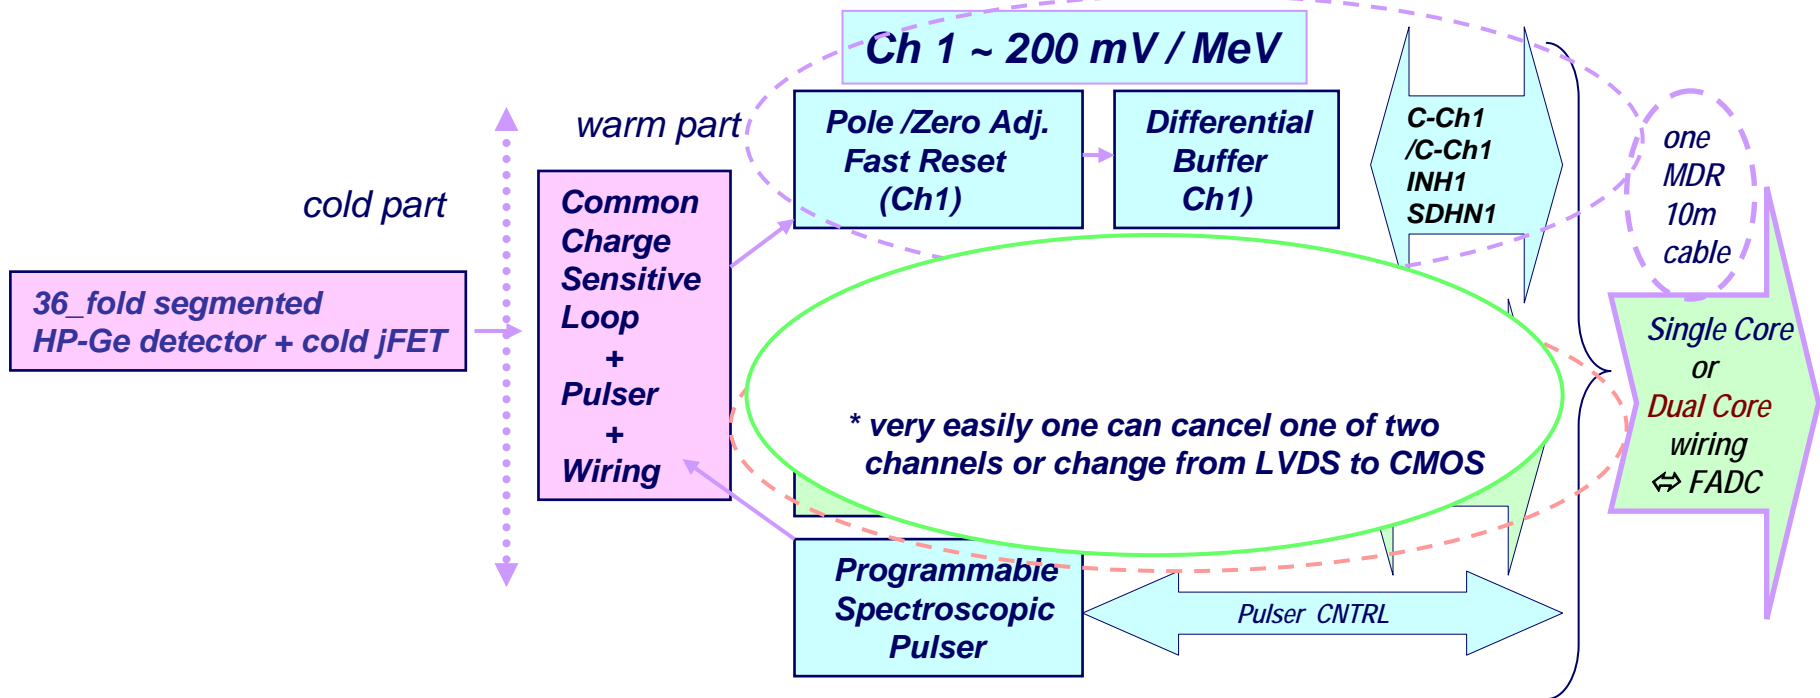 Ch 1 ~ 200 mV / MeV
warm part
cold part
36_fold segmented
HP-Ge detector + cold jFET
Common
Charge
Sensitive
Loop
+
Pulser
+
Wiring
Pole /Zero Adj.
Fast Reset
(Ch1)
Differential
Buffer
Ch1)
C-Ch1
/C-Ch1
INH1
SDHN1
one
MDR
10m
cable
* very easily one can cancel one of two
channels or change from LVDS to CMOS
Single Core
or
Dual Core
wiring
⇔ FADC
Programmable
Spectroscopic
Pulser
Pulser CNTRL